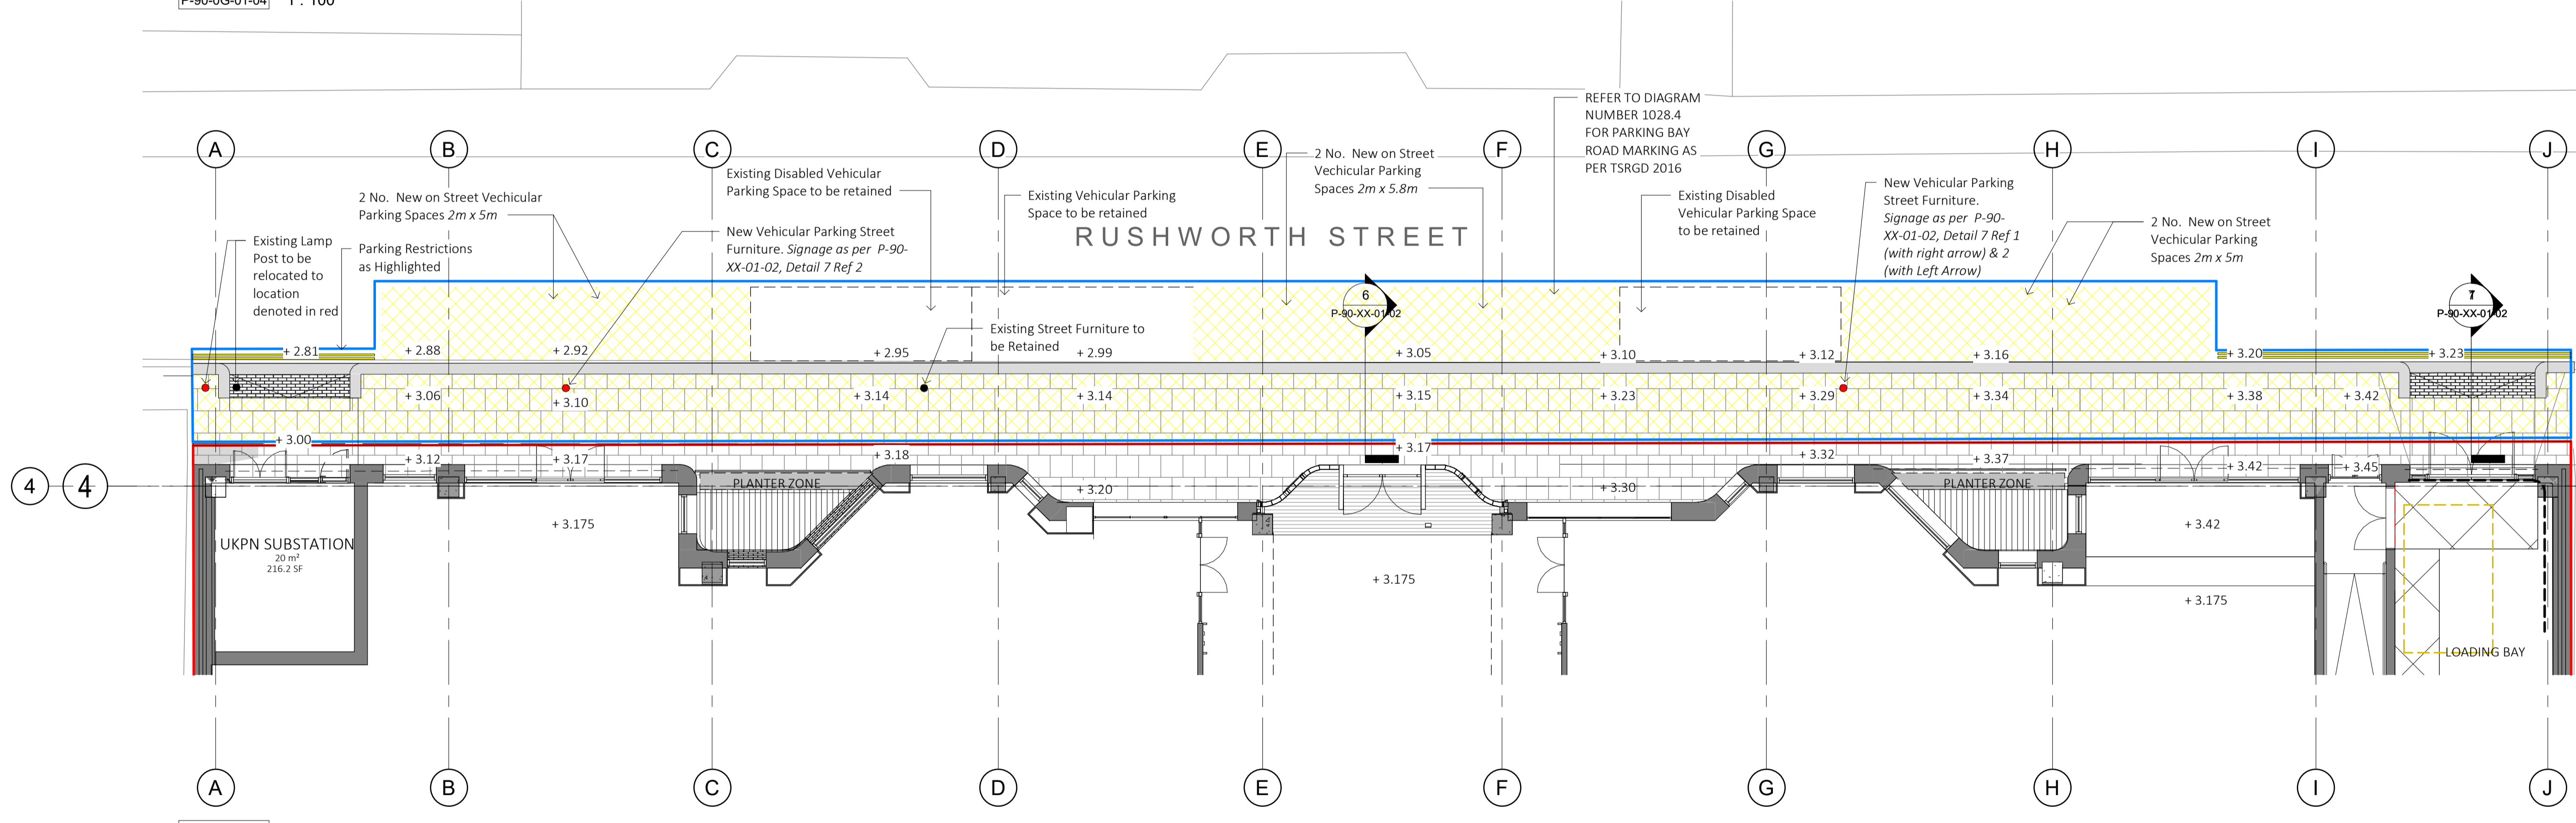 P-90-0G-01-04 1 : 100
REFER TO DIAGRAM
NUMBER 1028.4
FOR PARKING BAY
ROAD MARKING AS
PER TSRGD 2016
A B C D E F G H I J
2 No. New on Street Vechicular
Parking Spaces 2m x 5m
Existing Disabled Vehicular
Parking Space to be retained
Existing Vehicular Parking
Space to be retained
2 No. New on Street
Vechicular Parking
Spaces 2m x 5.8m
Existing Disabled
Vehicular Parking Space
to be retained
New Vehicular Parking
Street Furniture.
Signage as per P-90-
XX-01-02, Detail 7 Ref 1
(with right arrow) & 2
(with Left Arrow)
2 No. New on Street
Vechicular Parking
Spaces 2m x 5m
Existing Lamp
Post to be
relocated to
location
denoted in red
Parking Restrictions
as Highlighted
New Vehicular Parking Street
Furniture. Signage as per P-90-
XX-01-02, Detail 7 Ref 2
RUSHWORTH STREET
6
P-90-XX-01-02
7
P-90-XX-01-02
Existing Street Furniture to
be Retained
+ 2.81 + 2.88 + 2.92 + 2.95 + 2.99 + 3.05 + 3.10 + 3.12 + 3.16 + 3.20 + 3.23
+ 3.06 + 3.10 + 3.14 + 3.14 + 3.15 + 3.23 + 3.29 + 3.34 + 3.38 + 3.42
+ 3.00 + 3.17
+ 3.12 + 3.17 + 3.18 + 3.32 + 3.37 + 3.42 + 3.45
4 4
PLANTER ZONE PLANTER ZONE
+ 3.20 + 3.30
+ 3.175 + 3.42
UKPN SUBSTATION
20 m²
216.2 SF
+ 3.175 + 3.175
LOADING BAY
A B C D E F G H I J